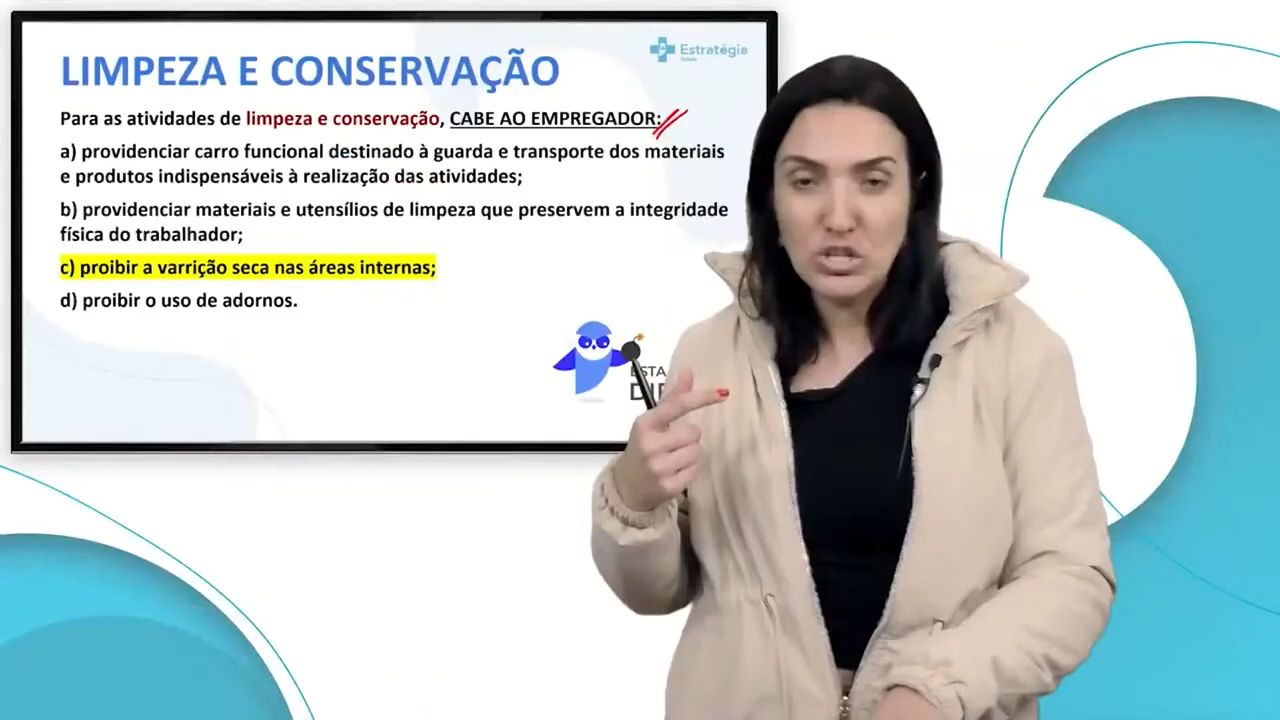 Estratégia
Saúde
LIMPEZA E CONSERVAÇÃO
Para as atividades de limpeza e conservação, CABE AO EMPREGADOR:
a) providenciar carro funcional destinado à guarda e transporte dos materiais
e produtos indispensáveis à realização das atividades;
b) providenciar materiais e utensílios de limpeza que preservem a integridade
física do trabalhador;
c) proibir a varrição seca nas áreas internas;
d) proibir o uso de adornos.
ESTA